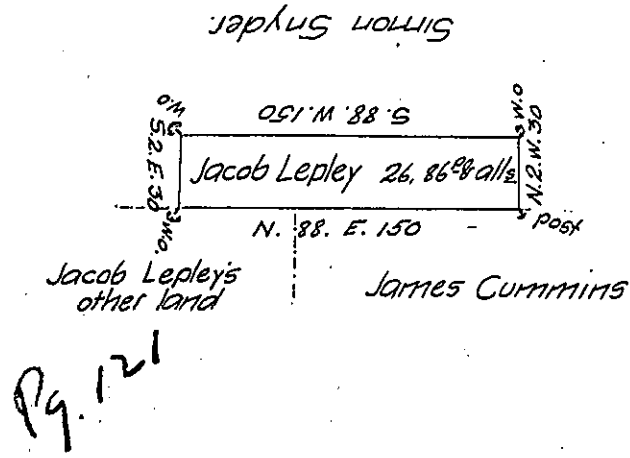 Simon Snyder.
W.O
S. 88. W. 150
W.O
S. 2. E. 30
Jacob Lepley 26, 86 ps & alls
N. 2. W. 30
W.O.
N. 88. E. 150
Post
Jacob Lepley's
other land
James Cummins
Pg. 121